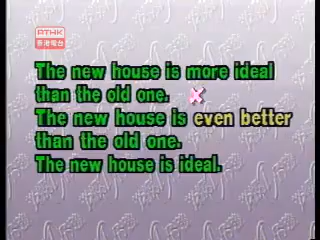 RTHK
香港電台
The new house is more ideal
than the old one.
The new house is even better
than the old one.
The new house is ideal.